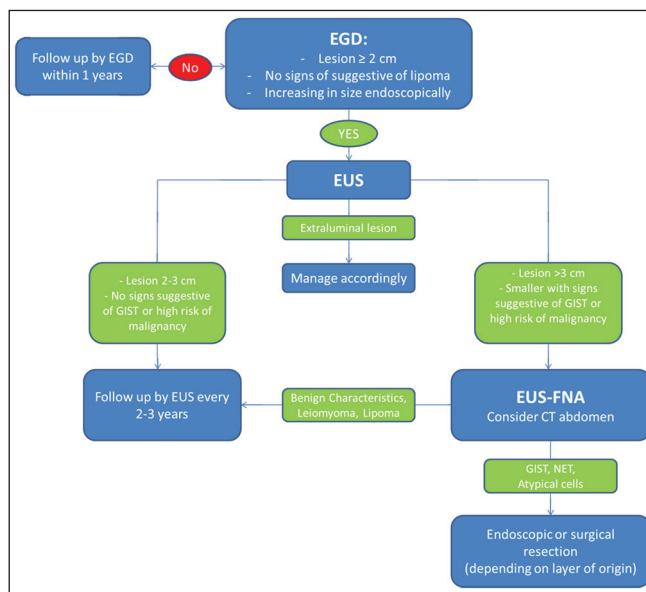 EGD:
- Lesion ≥ 2 cm
- No signs of suggestive of lipoma
- Increasing in size endoscopically
No
Follow up by EGD
within 1 years
YES
EUS
Extraluminal lesion
Manage accordingly
- Lesion 2-3 cm
- No signs suggestive
of GIST or high risk of
malignancy
- Lesion >3 cm
- Smaller with signs
suggestive of GIST or
high risk of malignancy
Follow up by EUS every
2-3 years
Benign Characteristics,
Leiomyoma, Lipoma
EUS-FNA
Consider CT abdomen
GIST, NET,
Atypical cells
Endoscopic or surgical
resection
(depending on layer of origin)